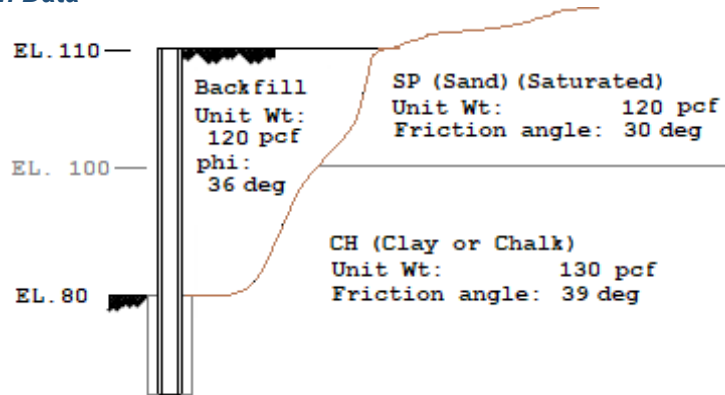 EL.110
Backfill
Unit Wt:
120 pcf
phi:
36 deg
SP (Sand) (Saturated)
Unit Wt: 120 pcf
Friction angle: 30 deg
EL. 100
CH (Clay or Chalk)
Unit Wt: 130 pcf
Friction angle: 39 deg
EL.80